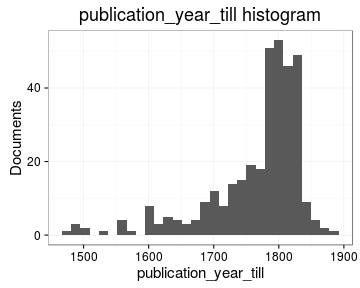 publication_year_till histogram
Documents
40
20
0
1500 1600 1700 1800 1900
publication_year_till